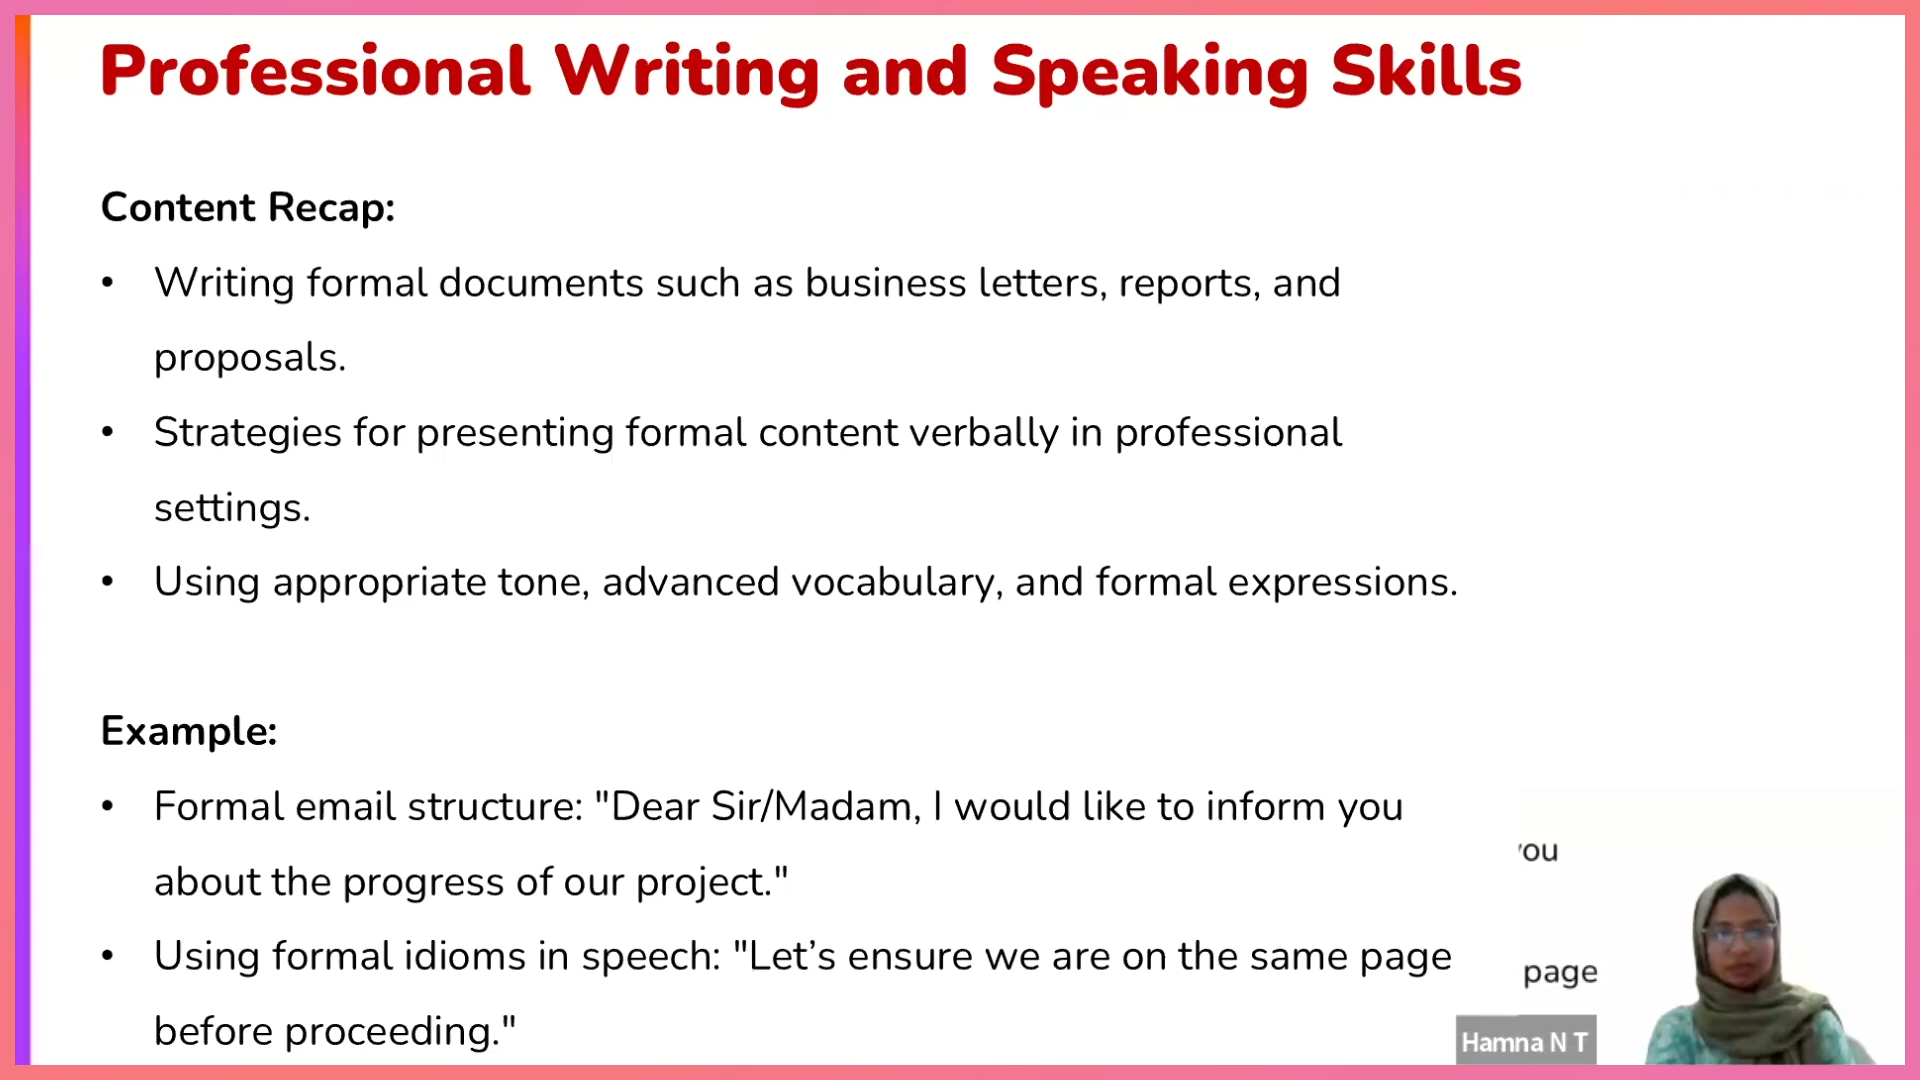 Professional Writing and Speaking Skills
Content Recap:
• Writing formal documents such as business letters, reports, and
proposals.
• Strategies for presenting formal content verbally in professional
settings.
• Using appropriate tone, advanced vocabulary, and formal expressions.
Example:
• Formal email structure: "Dear Sir/Madam, I would like to inform you
about the progress of our project."
• Using formal idioms in speech: "Let’s ensure we are on the same page
before proceeding."
you
page
Hamna N T